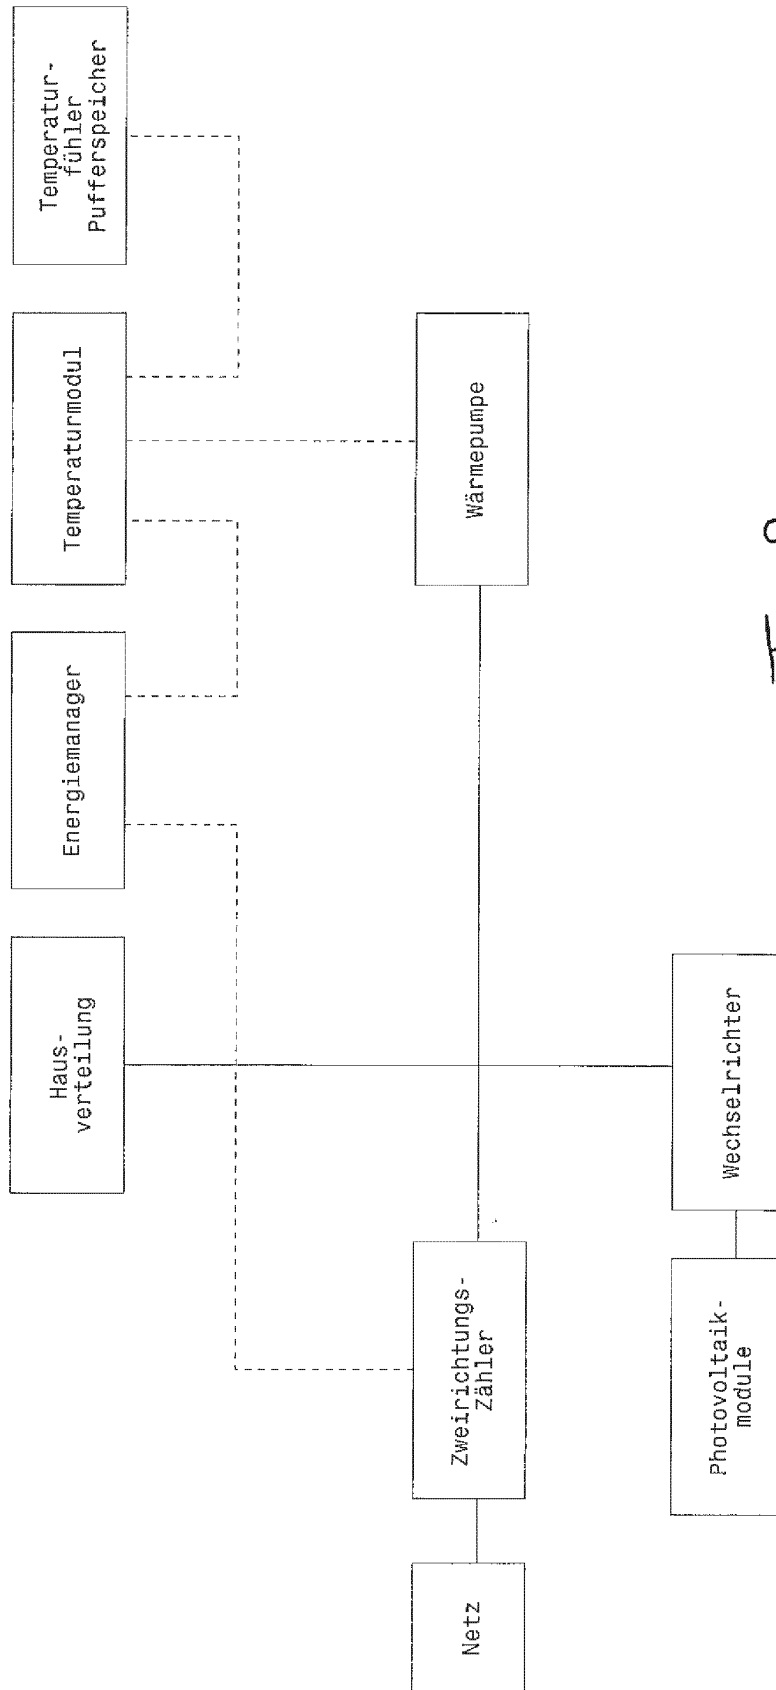 Haus-
verteilung
Energiemanager
Temperaturmodul
Temperatur-
fühler
Pufferspeicher
Netz
Zweirichtungs-
Zähler
Wärmepumpe
Photovoltaik-
module
Wechselrichter